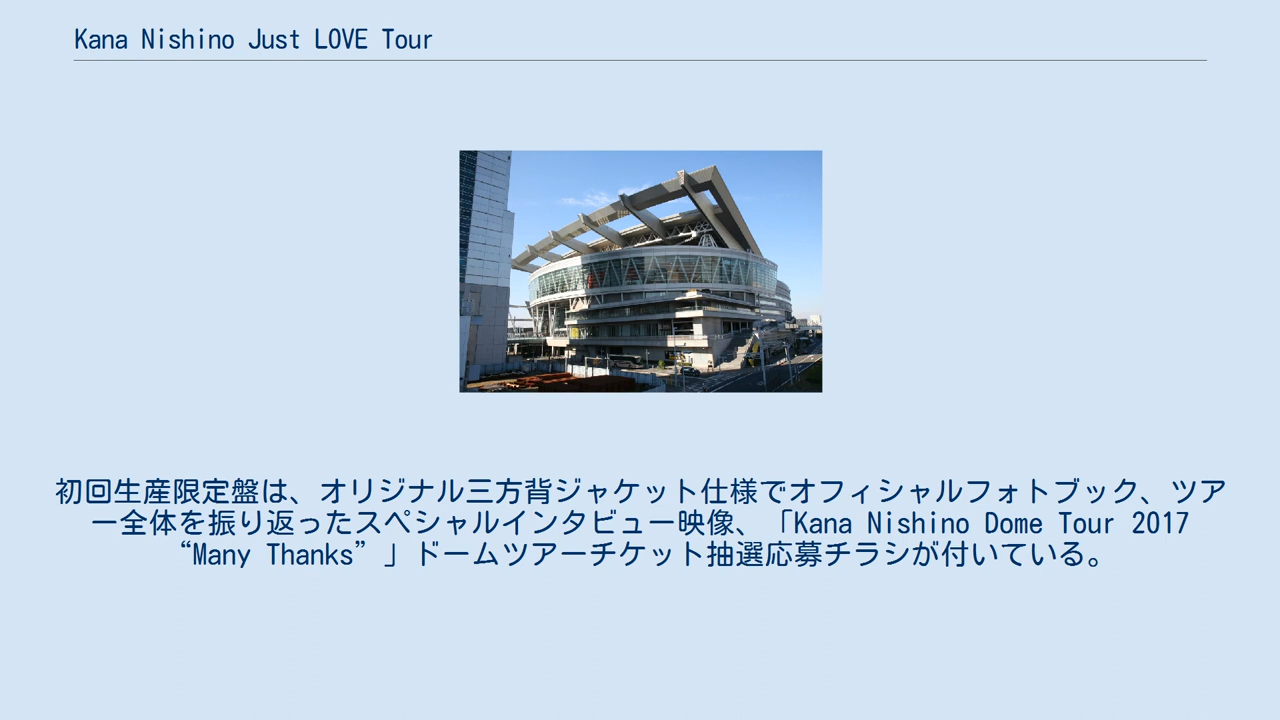 Kana Nishino Just LOVE Tour
初回生産限定盤は、オリジナル三方背ジャケット仕様でオフィシャルフォトブック、ツア
ー全体を振り返ったスペシャルインタビュー映像、「Kana Nishino Dome Tour 2017
“Many Thanks”」ドームツアーチケット抽選応募チラシが付いている。